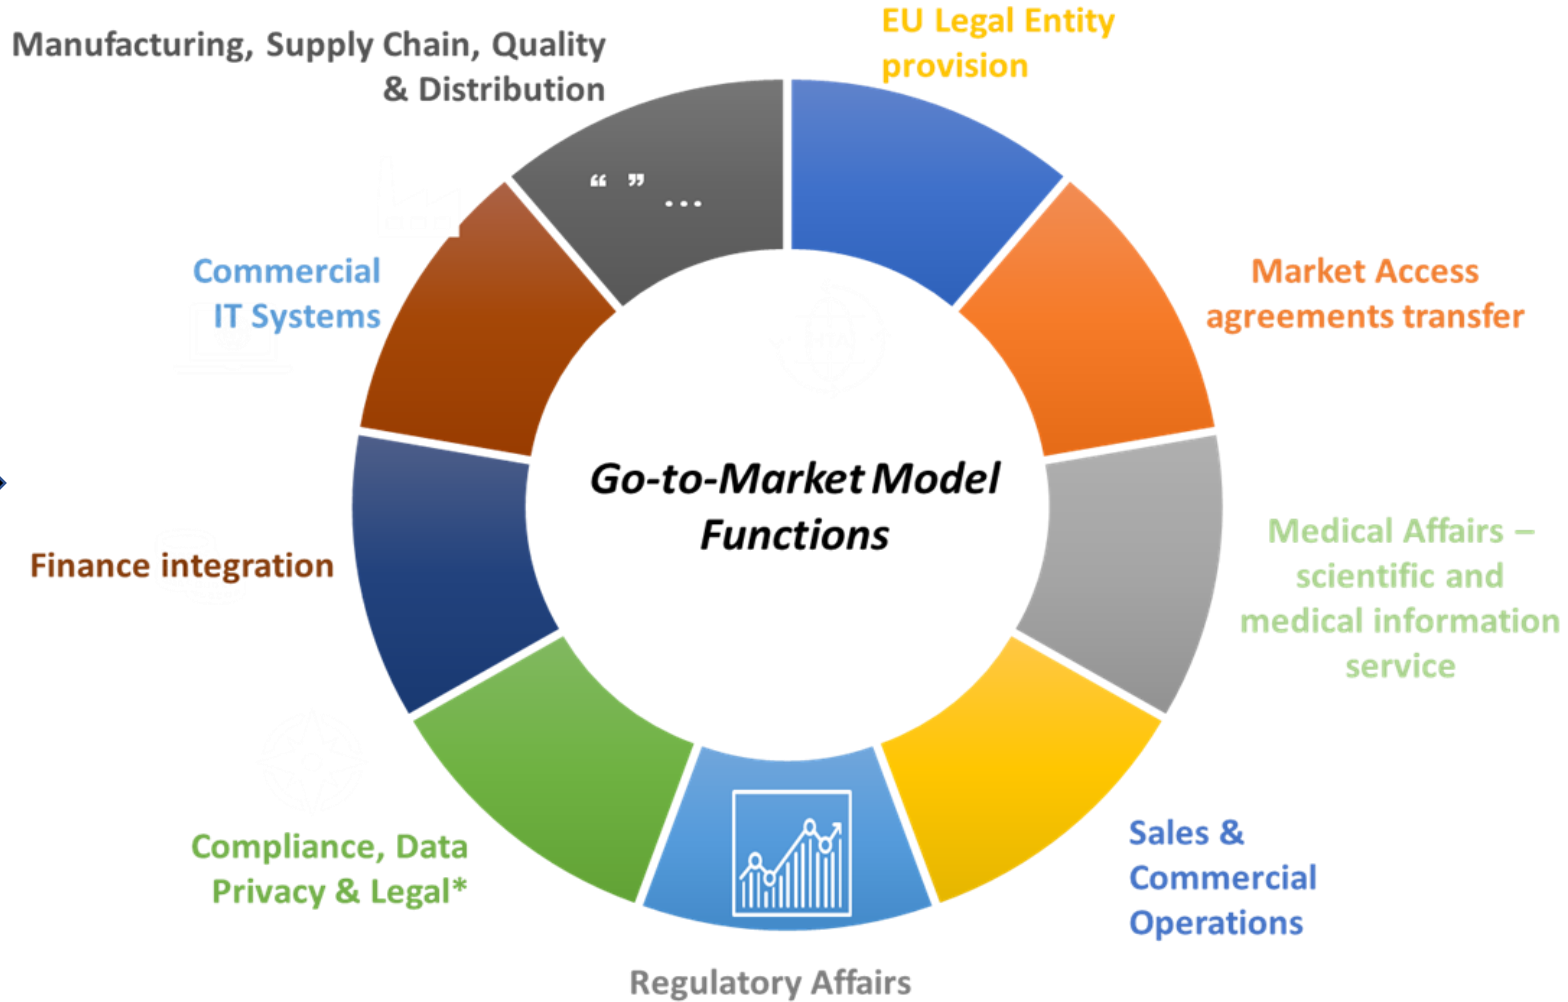 EU Legal Entity
provision
Manufacturing, Supply Chain, Quality
& Distribution
“ ” ...
Commercial
IT Systems
Market Access
agreements transfer
Go-to-Market Model
Functions
Finance integration
Medical Affairs –
scientific and
medical information
service
Compliance, Data
Privacy & Legal*
Sales &
Commercial
Operations
Regulatory Affairs